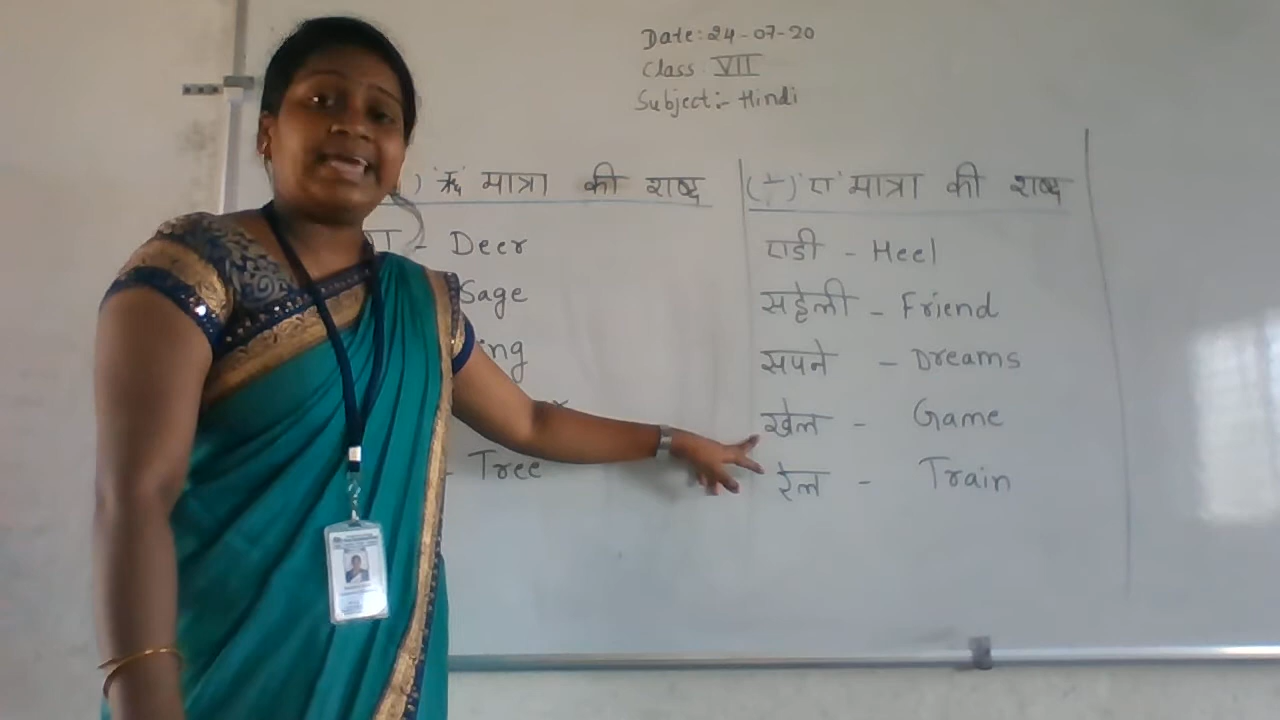 Date: 24-07-20
Class VII
Subject:- Hindi
मात्रा की शब्द
- Deer
Sage
ing
- Tree
(े) 'ए' मात्रा की शब्द
एडी - Heel
सहेली - Friend
सपने - Dreams
खेल - Game
रेल - Train